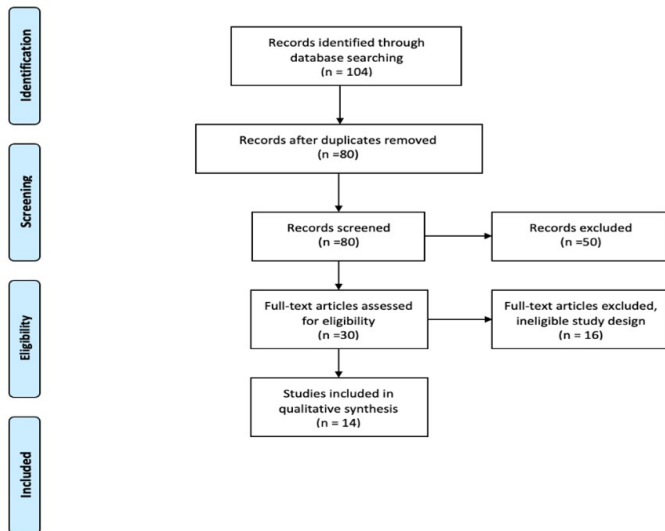 Identification
Records identified through
database searching
(n = 104)
Records after duplicates removed
(n =80)
Screening
Records screened
(n =80)
Records excluded
(n =50)
Eligibility
Full-text articles assessed
for eligibility
(n =30)
Full-text articles excluded,
ineligible study design
(n = 16)
Studies included in
qualitative synthesis
(n = 14)
Included